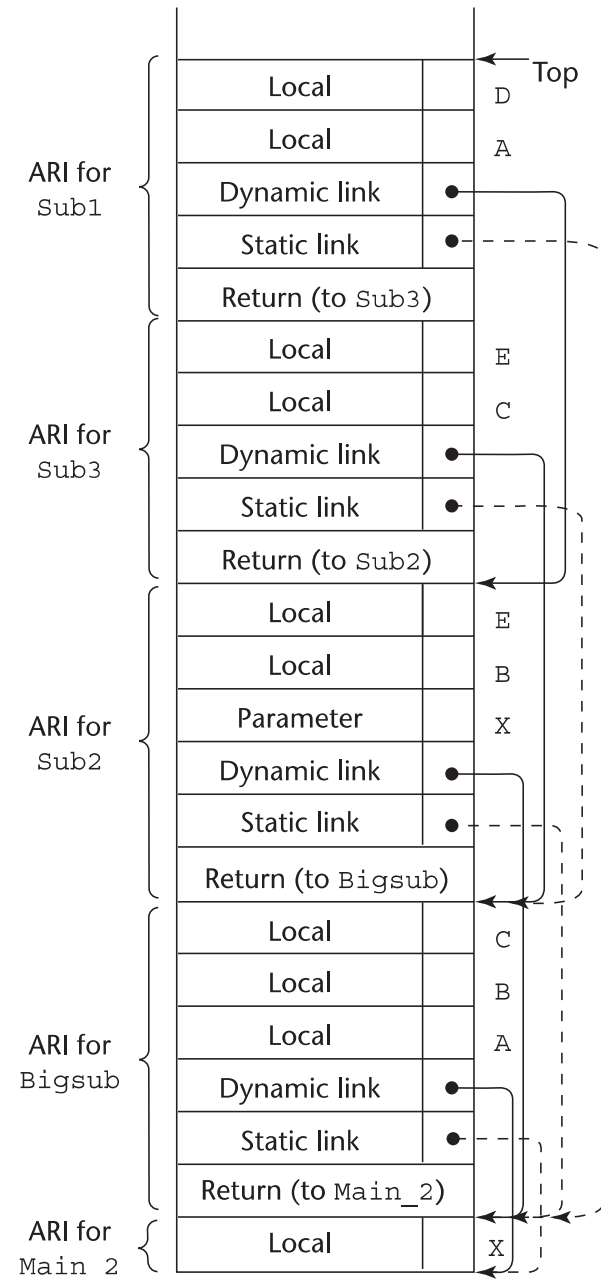 Top
Local
D
Local
A
ARI for
Sub1
Dynamic link
Static link
Return (to Sub3)
Local
E
Local
C
ARI for
Sub3
Dynamic link
Static link
Return (to Sub2)
Local
E
Local
B
Parameter
X
ARI for
Sub2
Dynamic link
Static link
Return (to Bigsub)
Local
C
Local
B
Local
A
ARI for
Bigsub
Dynamic link
Static link
Return (to Main_2)
ARI for
Main 2
Local
X